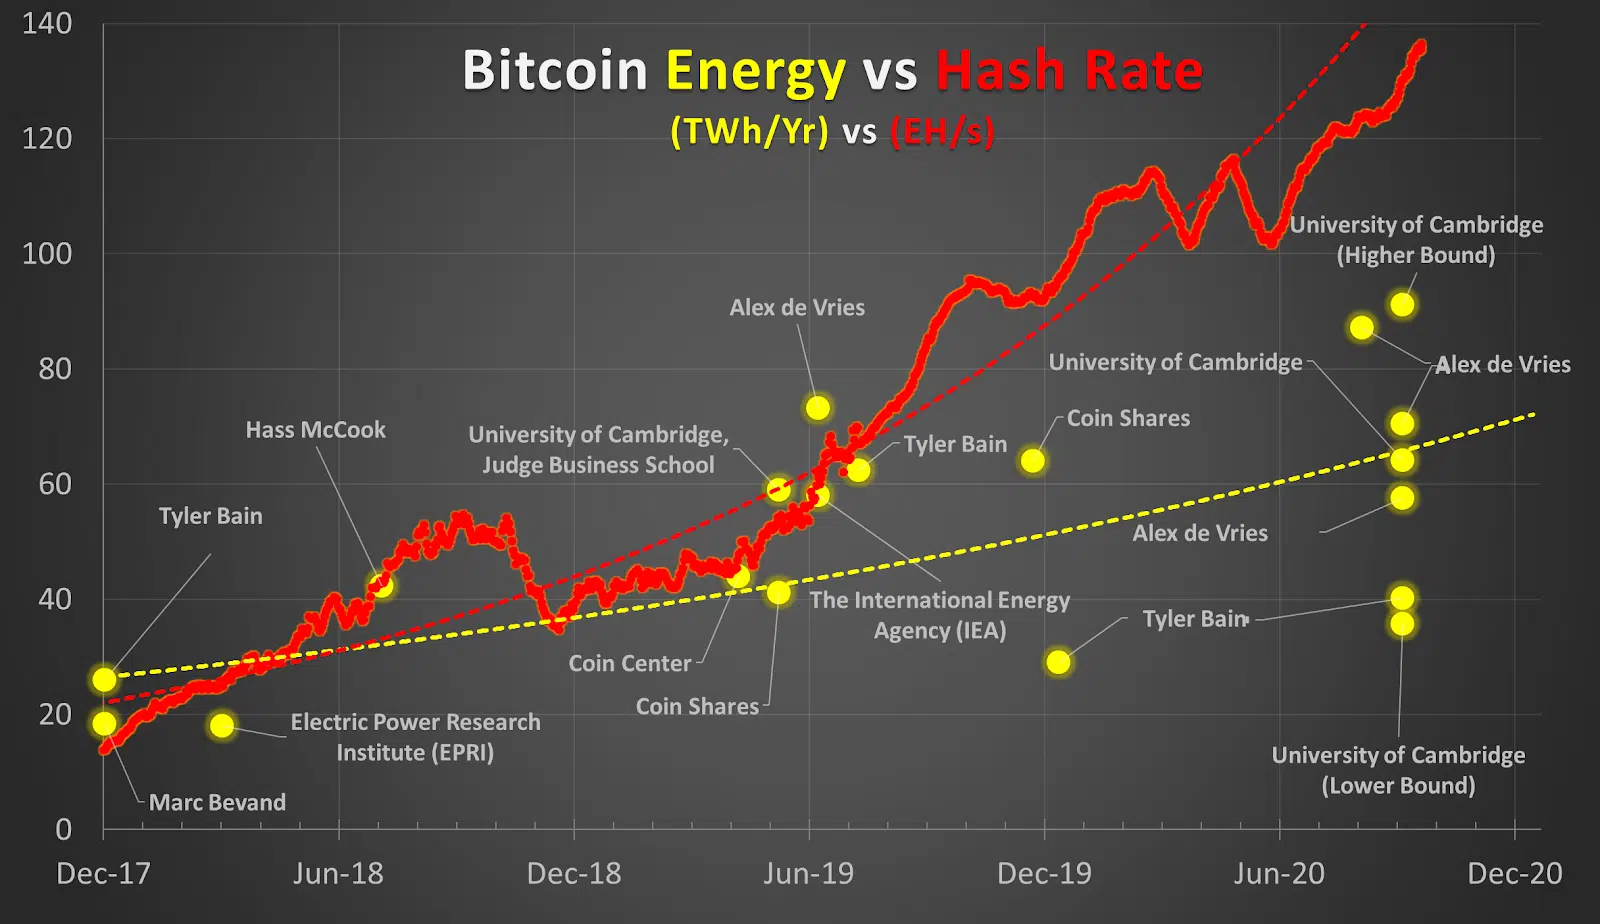 Bitcoin Energy vs Hash Rate
(TWh/Yr) vs (EH/s)
140
120
100
80
60
40
20
0
University of Cambridge
(Higher Bound)
Alex de Vries
University of Cambridge
Alex de Vries
Coin Shares
Hass McCook
University of Cambridge,
Judge Business School
Tyler Bain
Tyler Bain
Alex de Vries
The International Energy
Agency (IEA)
Tyler Bain
Coin Center
Coin Shares
Electric Power Research
Institute (EPRI)
University of Cambridge
(Lower Bound)
Marc Bevand
Dec-17
Jun-18
Dec-18
Jun-19
Dec-19
Jun-20
Dec-20